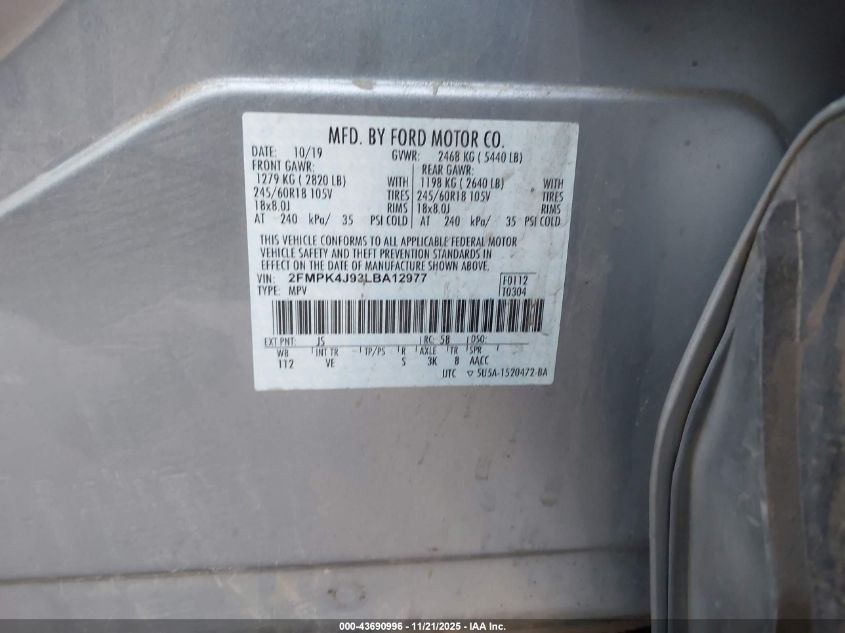 MFD. BY FORD MOTOR CO.
DATE: 10/19 GVWR: 2468 KG ( 5440 LB)
FRONT GAWR: REAR GAWR:
1279 KG ( 2820 LB) WITH 1198 KG ( 2640 LB) WITH
245/60R18 105V TIRES 245/60R18 105V TIRES
18x8.0J RIMS 18x8.0J RIMS
AT 240 kPa/ 35 PSI COLD AT 240 kPa/ 35 PSI COLD
THIS VEHICLE CONFORMS TO ALL APPLICABLE FEDERAL MOTOR
VEHICLE SAFETY AND THEFT PREVENTION STANDARDS IN
EFFECT ON THE DATE OF MANUFACTURE SHOWN ABOVE.
VIN: 2FMPK4J93LBA12977 F0112
TYPE: MPV T0304
EXT PNT: JS RC: 58 DSO:
WB INT TR TP/PS R AXLE TR SPR
112 VE S 3K 8 AACC
UTC ▽ 5U5A-1520472-BA
000-43690996 - 11/21/2025 - IAA Inc.